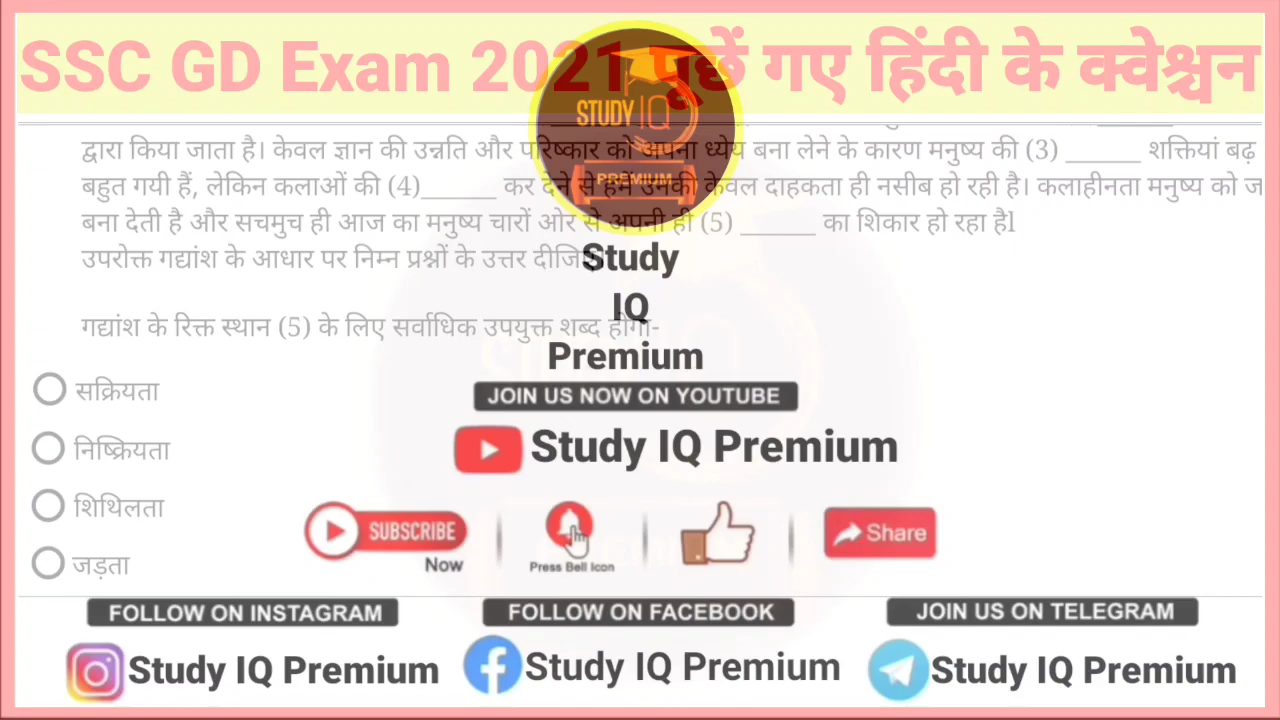 SSC GD Exam 2021 पूछें गए हिंदी के क्वेश्चन
STUDY IQ
PREMIUM
द्वारा किया जाता है। केवल ज्ञान की उन्नति और परिष्कार को अपना ध्येय बना लेने के कारण मनुष्य की (3) ______ शक्तियां बढ़
बहुत गयी हैं, लेकिन कलाओं की (4)______ कर देने से हमें उनकी केवल दाहकता ही नसीब हो रही है। कलाहीनता मनुष्य को ज
बना देती है और सचमुच ही आज का मनुष्य चारों ओर से अपनी ही (5) ______ का शिकार हो रहा है।
उपरोक्त गद्यांश के आधार पर निम्न प्रश्नों के उत्तर दीजिए
गद्यांश के रिक्त स्थान (5) के लिए सर्वाधिक उपयुक्त शब्द होगा-
Study
IQ
Premium
सक्रियता
निष्क्रियता
शिथिलता
जड़ता
JOIN US NOW ON YOUTUBE
Study IQ Premium
SUBSCRIBE
Now
Press Bell Icon
Share
FOLLOW ON INSTAGRAM
FOLLOW ON FACEBOOK
JOIN US ON TELEGRAM
Study IQ Premium
Study IQ Premium
Study IQ Premium